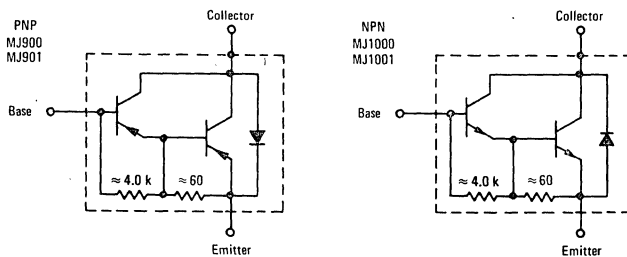 PNP
MJ900
MJ901
Collector
Base
≈ 4.0 k
≈ 60
Emitter
NPN
MJ1000
MJ1001
Collector
Base
≈ 4.0 k
≈ 60
Emitter